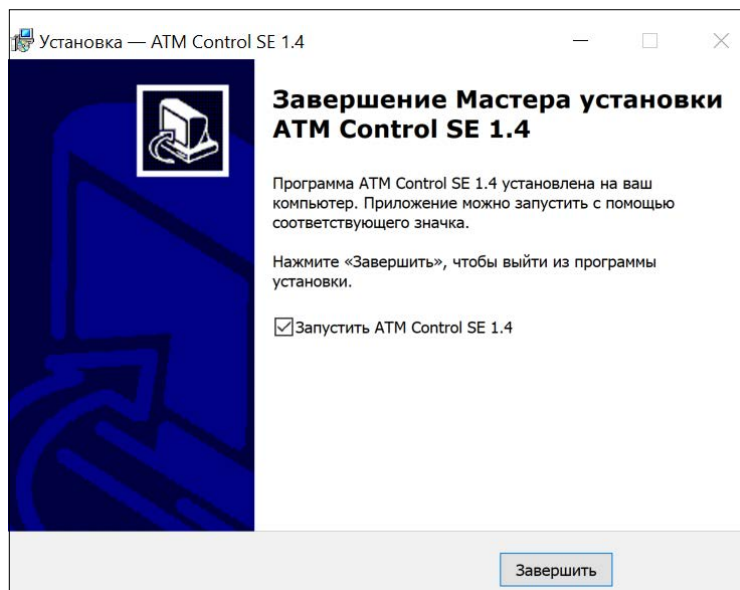 Установка — ATM Control SE 1.4
Завершение Мастера установки
ATM Control SE 1.4
Программа ATM Control SE 1.4 установлена на ваш
компьютер. Приложение можно запустить с помощью
соответствующего значка.
Нажмите «Завершить», чтобы выйти из программы
установки.
Запустить ATM Control SE 1.4
Завершить